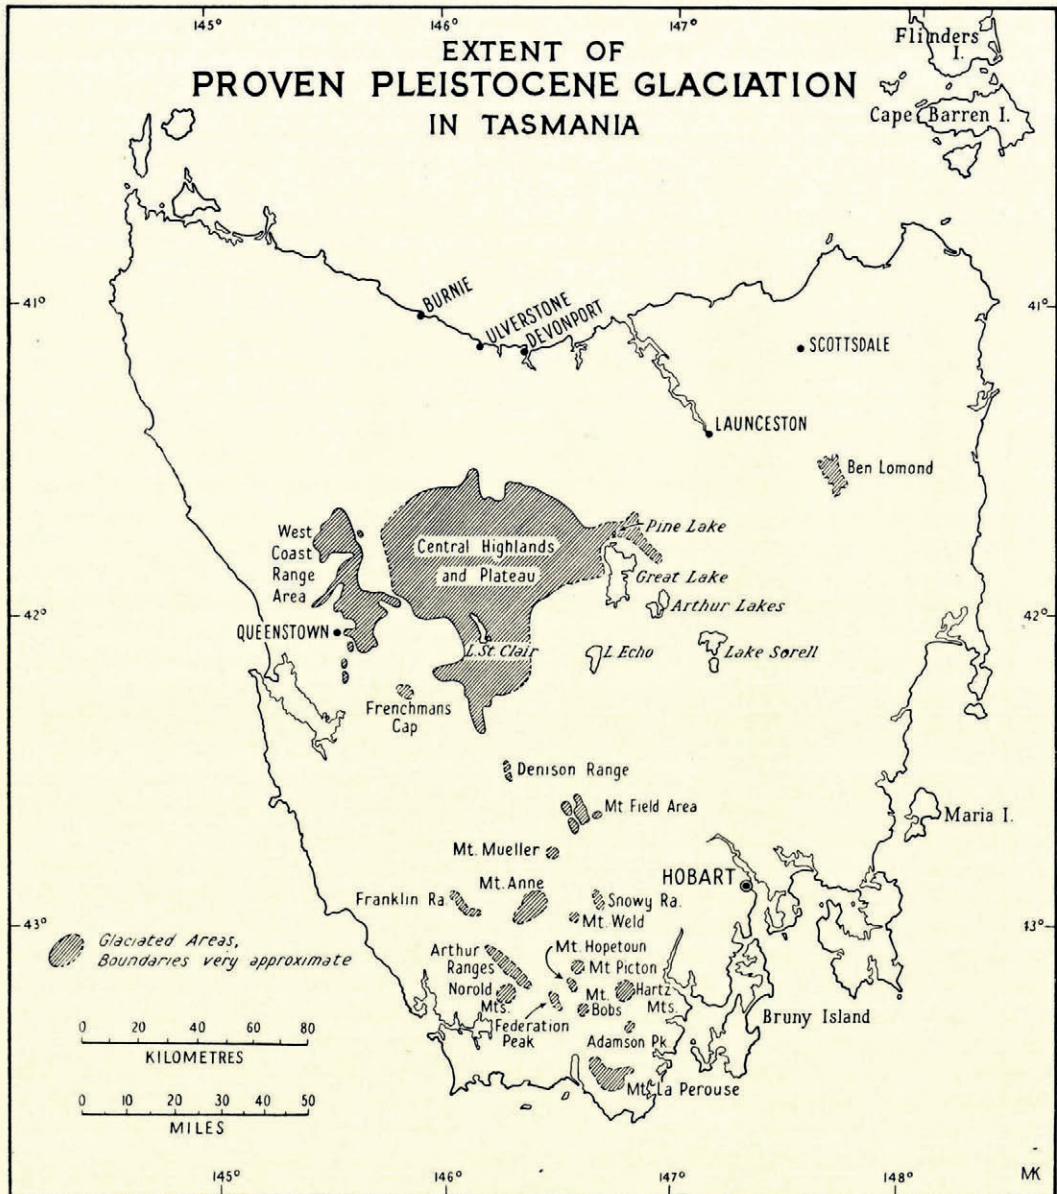 145° 146° 147°
EXTENT OF
PROVEN PLEISTOCENE GLACIATION
IN TASMANIA
Flinders
I.
Cape Barren I.
41° 41°
BURNIE
ULVERSTONE
DEVONPORT
SCOTTSDALE
LAUNCESTON
Ben Lomond
West
Coast
Range
Area
Central Highlands
and Plateau
Pine Lake
Great Lake
Arthur Lakes
42° 42°
QUEENSTOWN
L. St. Clair
L Echo
Lake Sorell
Frenchmans
Cap
Denison Range
Mt Field Area
Maria I.
Mt. Mueller
HOBART
Mt. Anne
Franklin Ra.
Snowy Ra.
Mt. Weld
43° 43°
Glaciated Areas,
Boundaries very approximate
Arthur
Ranges
Mt. Hopetoun
Mt Picton
Norold
Mts.
Mt.
Bobs
Hartz
Mts.
Federation
Peak
Bruny Island
Adamson Pk.
Mt. La Perouse
0 20 40 60 80
KILOMETRES
0 10 20 30 40 50
MILES
145° 146° 147° 148°
MK